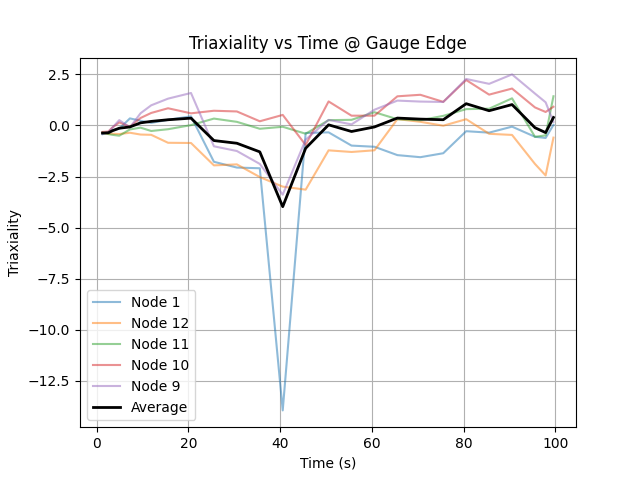 Triaxiality vs Time @ Gauge Edge
2.5
0.0
−2.5
−5.0
−7.5
−10.0
−12.5
Triaxiality
Node 1
Node 12
Node 11
Node 10
Node 9
Average
0 20 40 60 80 100
Time (s)